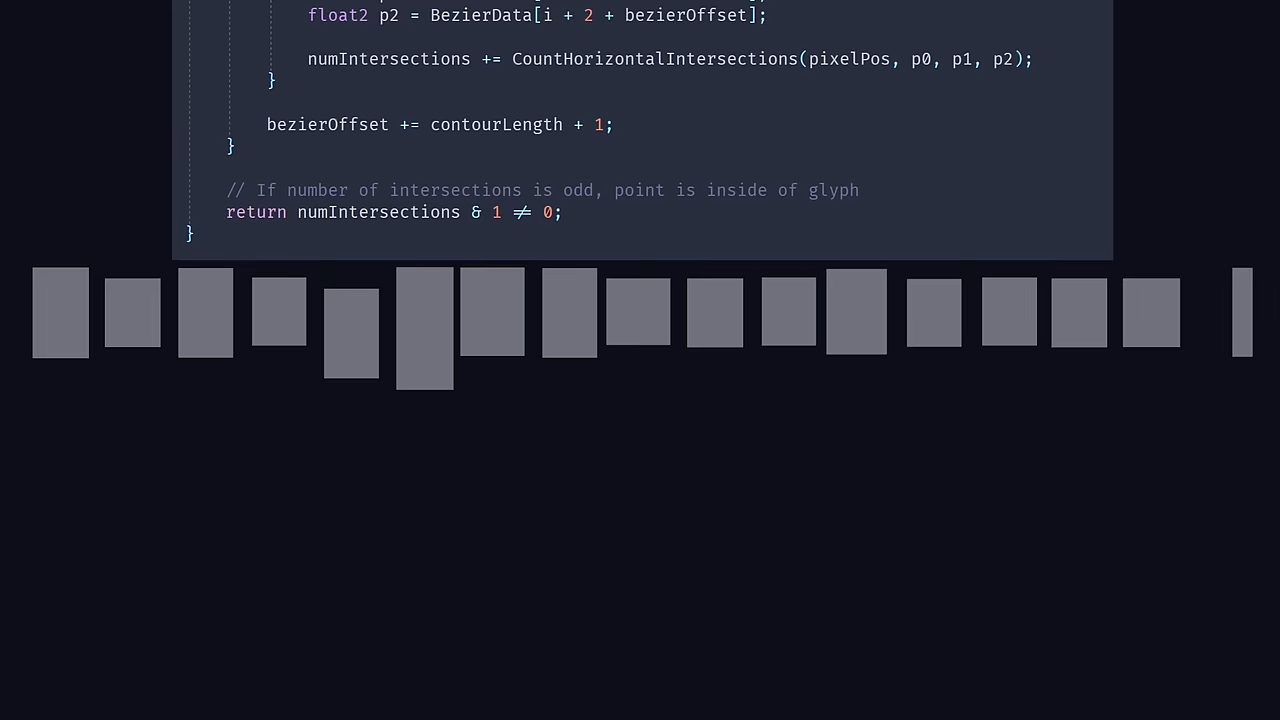 float2 p2 = BezierData[i + 2 + bezierOffset];
numIntersections += CountHorizontalIntersections(pixelPos, p0, p1, p2);
}
bezierOffset += contourLength + 1;
}
// If number of intersections is odd, point is inside of glyph
return numIntersections & 1 != 0;
}